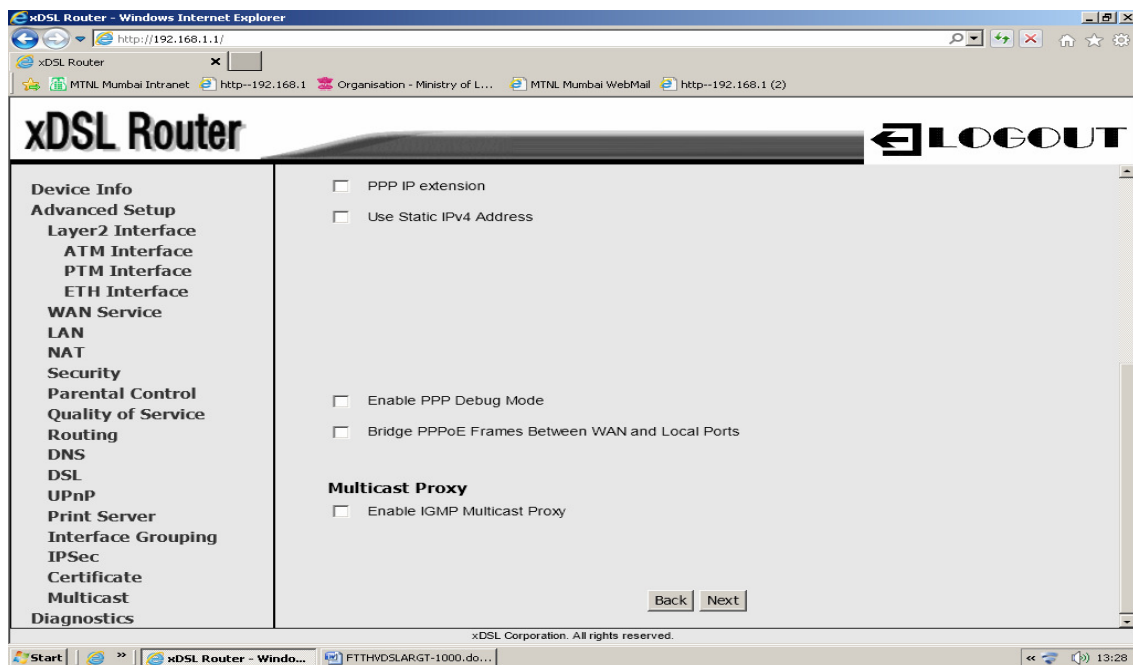 xDSL Router - Windows Internet Explorer
http://192.168.1.1/
xDSL Router
MTNL Mumbai Intranet http--192.168.1 Organisation - Ministry of L... MTNL Mumbai WebMail http--192.168.1 (2)
xDSL Router
LOGOUT
Device Info
Advanced Setup
Layer2 Interface
ATM Interface
PTM Interface
ETH Interface
WAN Service
LAN
NAT
Security
Parental Control
Quality of Service
Routing
DNS
DSL
UPnP
Print Server
Interface Grouping
IPSec
Certificate
Multicast
Diagnostics
PPP IP extension
Use Static IPv4 Address
Enable PPP Debug Mode
Bridge PPPoE Frames Between WAN and Local Ports
Multicast Proxy
Enable IGMP Multicast Proxy
Back Next
xDSL Corporation. All rights reserved.
Start » xDSL Router - Windo... FTTHVDSLARGT-1000.do... « 13:28